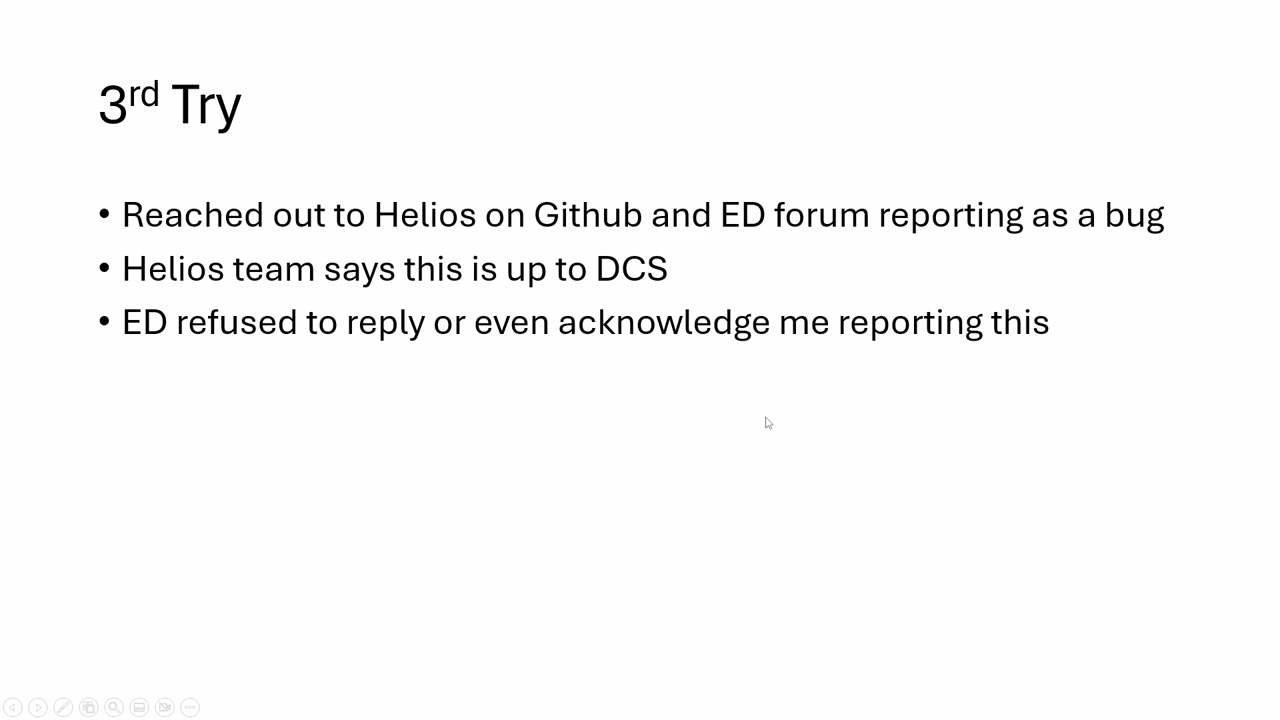 3rd Try
• Reached out to Helios on Github and ED forum reporting as a bug
• Helios team says this is up to DCS
• ED refused to reply or even acknowledge me reporting this